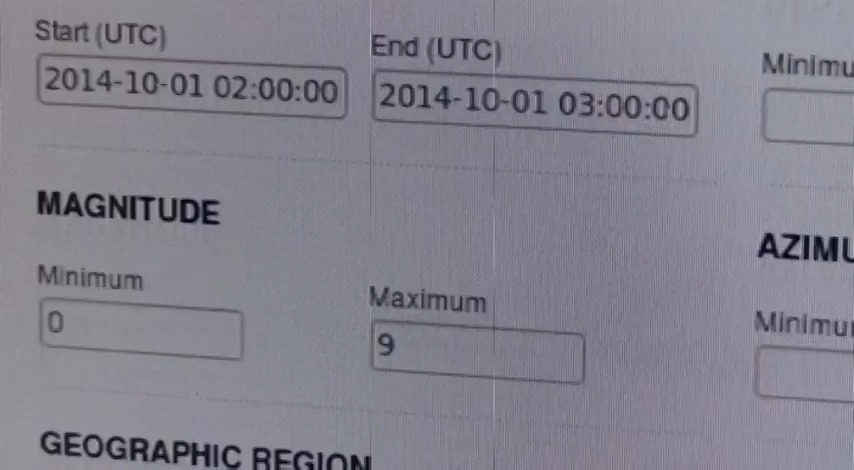 Start (UTC)
End (UTC)
2014-10-01 02:00:00
2014-10-01 03:00:00
MAGNITUDE
Minimum
Maximum
0
9
GEOGRAPHIC REGION